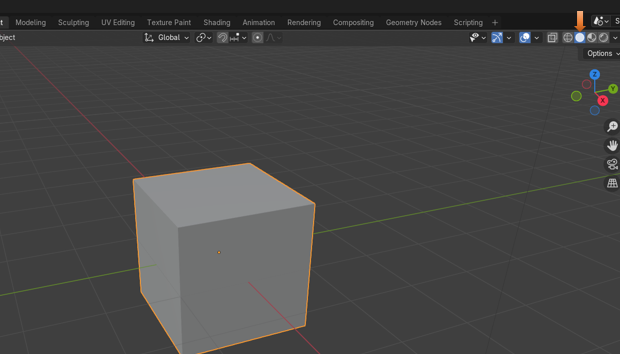 t Modeling Sculpting UV Editing Texture Paint Shading Animation Rendering Compositing Geometry Nodes Scripting + S
bject Global
Options
Z
Y
X